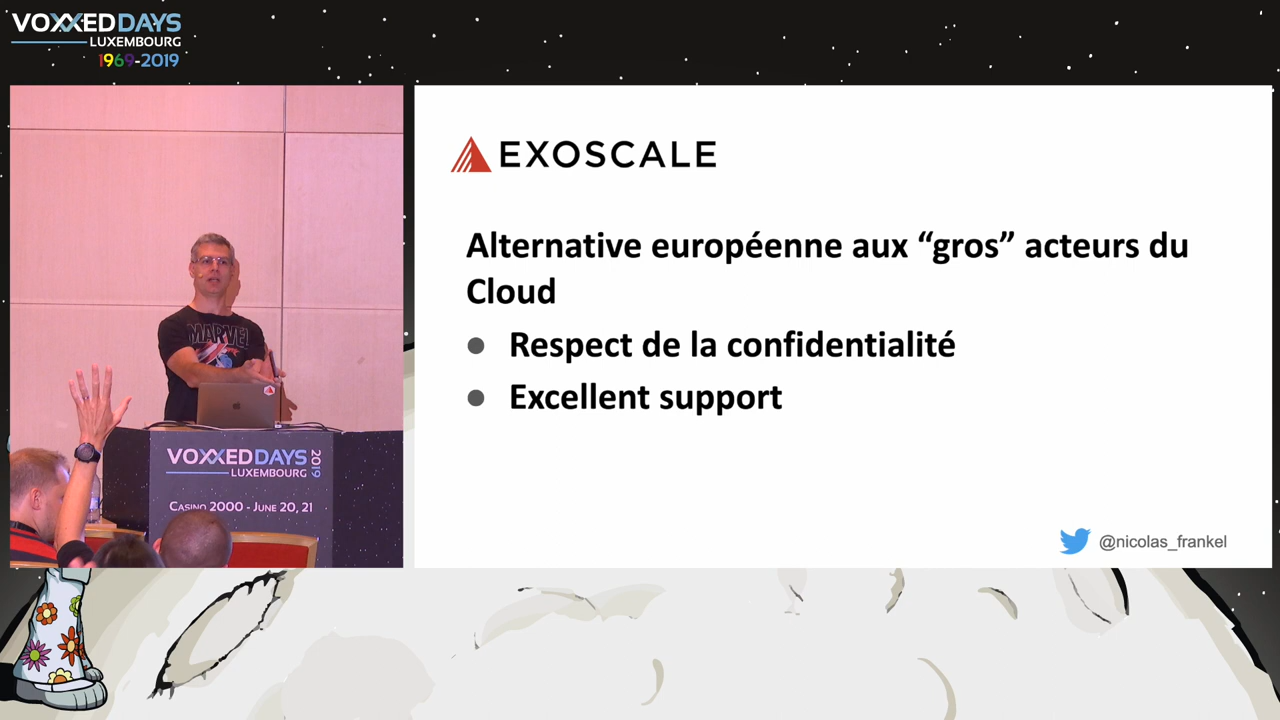 VOXXEDDAYS
LUXEMBOURG
1969-2019
EXOSCALE
Alternative européenne aux “gros” acteurs du
Cloud
● Respect de la confidentialité
● Excellent support
@nicolas_frankel
MARVEL
VOXXEDDAYS 2019
LUXEMBOURG
CASINO 2000 - JUNE 20, 21